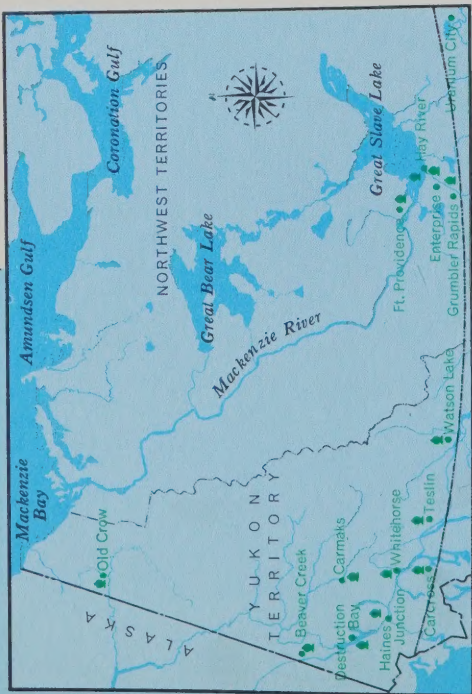 Mackenzie
Bay
Amundsen Gulf
Coronation Gulf
NORTHWEST TERRITORIES
N
Great Bear Lake
Great Slave Lake
Mackenzie River
ALASKA
Old Crow
YUKON
TERRITORY
Beaver Creek
Destruction
Bay
Carmaks
Haines
Junction
Whitehorse
Carcross
Teslin
Watson Lake
Ft. Providence
Hay River
Enterprise
Grumbler Rapids
Uranium City